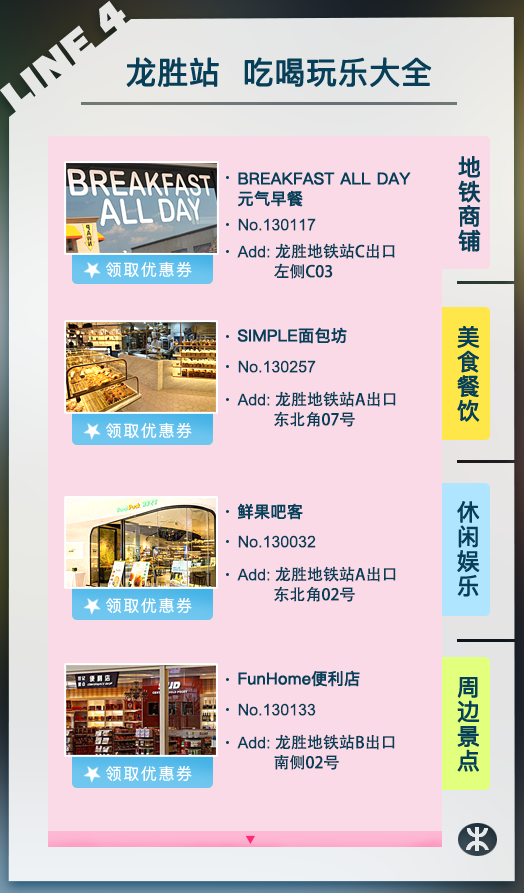 LINE 4
龙胜站 吃喝玩乐大全
BREAKFAST
ALL DAY
领取优惠券
· BREAKFAST ALL DAY
元气早餐
· No.130117
· Add: 龙胜地铁站C出口
左侧C03
领取优惠券
· SIMPLE面包坊
· No.130257
· Add: 龙胜地铁站A出口
东北角07号
领取优惠券
· 鲜果吧客
· No.130032
· Add: 龙胜地铁站A出口
东北角02号
便利店
领取优惠券
· FunHome便利店
· No.130133
· Add: 龙胜地铁站B出口
南侧02号
地铁商铺
美食餐饮
休闲娱乐
周边景点